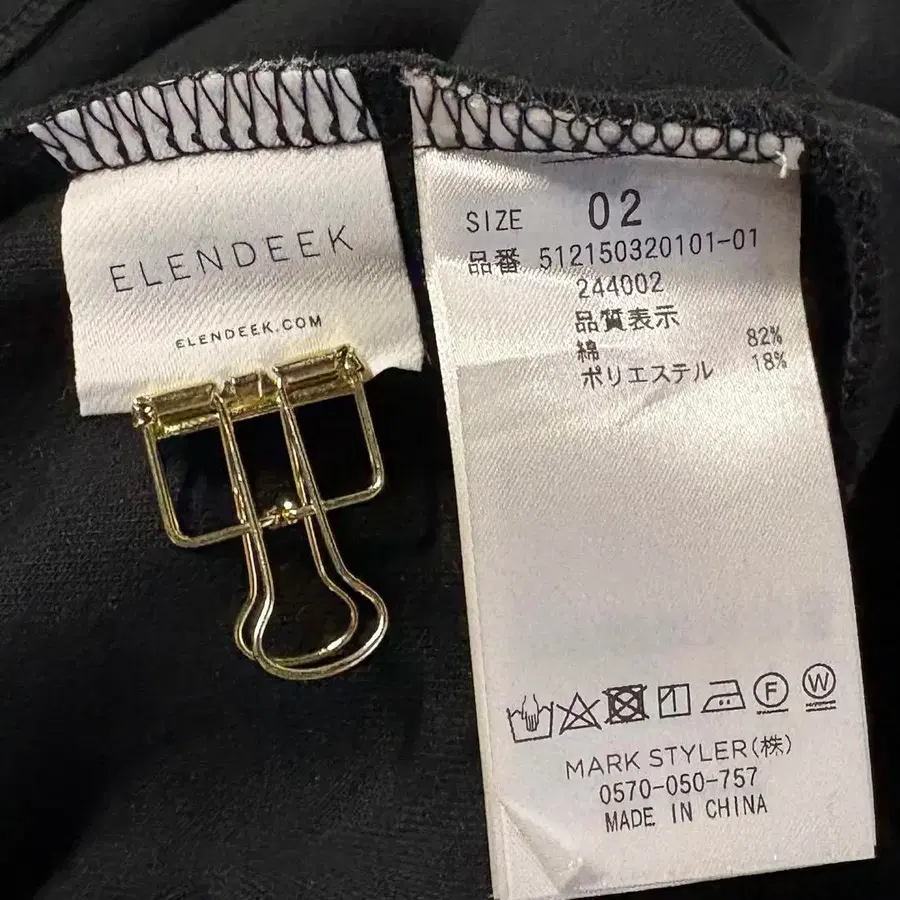 ELENDEEK
ELENDEEK.COM
SIZE 02
品番 512150320101-01
244002
品質表示
綿 82%
ポリエステル 18%
F W
MARK STYLER(株)
0570-050-757
MADE IN CHINA